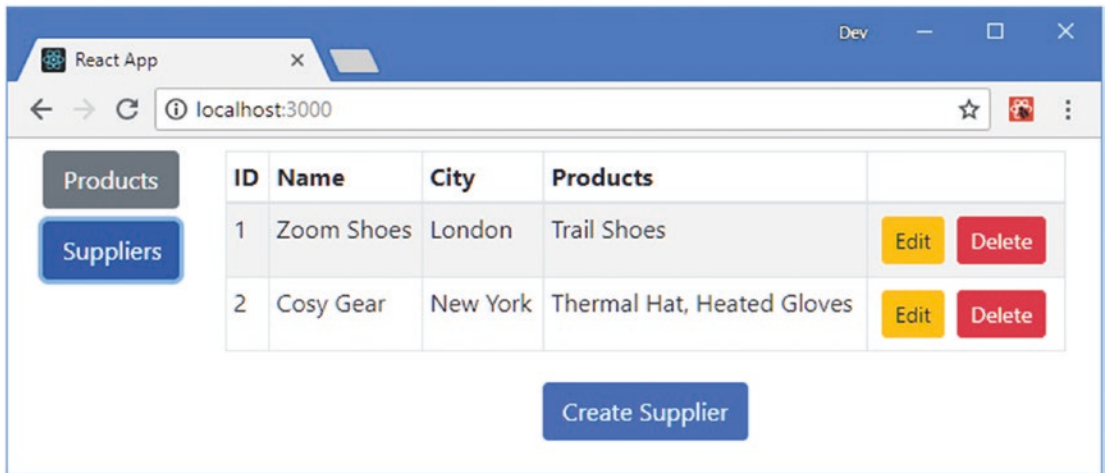 Dev
React App
localhost:3000
Products
Suppliers
ID Name City Products
1 Zoom Shoes London Trail Shoes Edit Delete
2 Cosy Gear New York Thermal Hat, Heated Gloves Edit Delete
Create Supplier